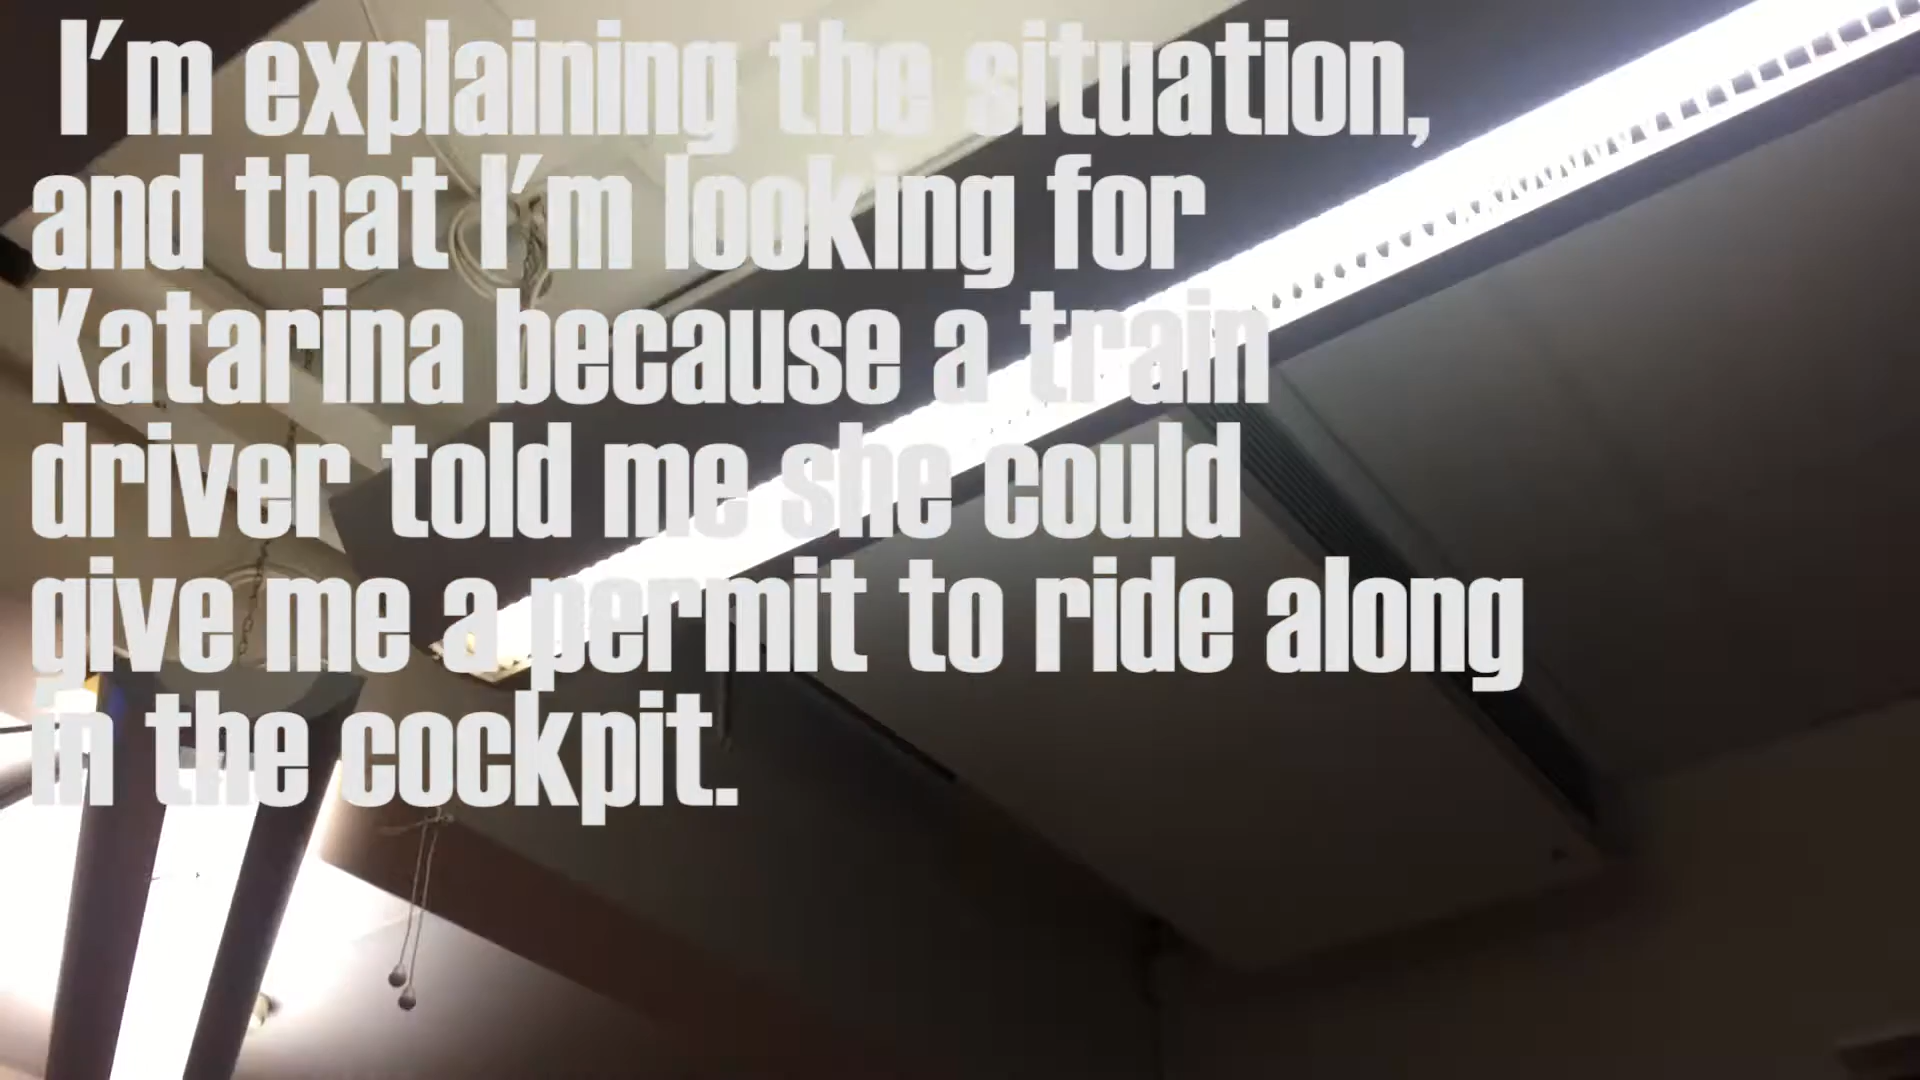 I'm explaining the situation,
and that I'm looking for
Katarina because a train
driver told me she could
give me a permit to ride along
in the cockpit.